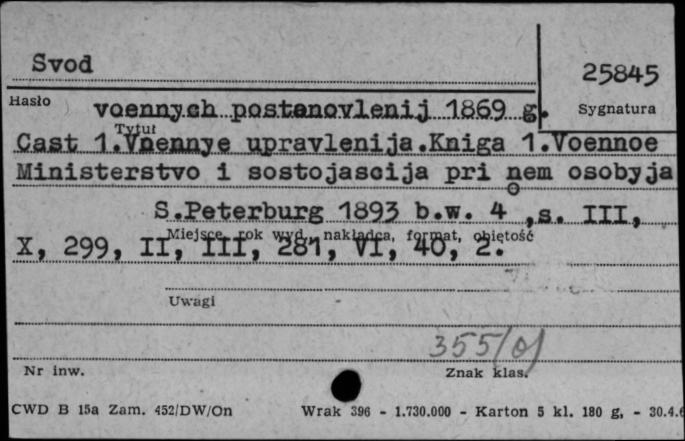 Svod
25845
Hasło
voennych postanovlenij 1869 g.
Sygnatura
Tytuł
Cast 1.Voennye upravlenija.Kniga 1.Voennoe
Ministerstvo i sostojascija pri nem osobyja
S.Peterburg 1893 b.w. 4°,s. III,
Miejsce, rok wyd., nakładca, format, objętość
X, 299, II, III, 281, VI, 40, 2.
Uwagi
355/0/
Nr inw.
Znak klas.
CWD B 15a Zam. 452/DW/On
Wrak 396 - 1.730.000 - Karton 5 kl. 180 g, - 30.4.6